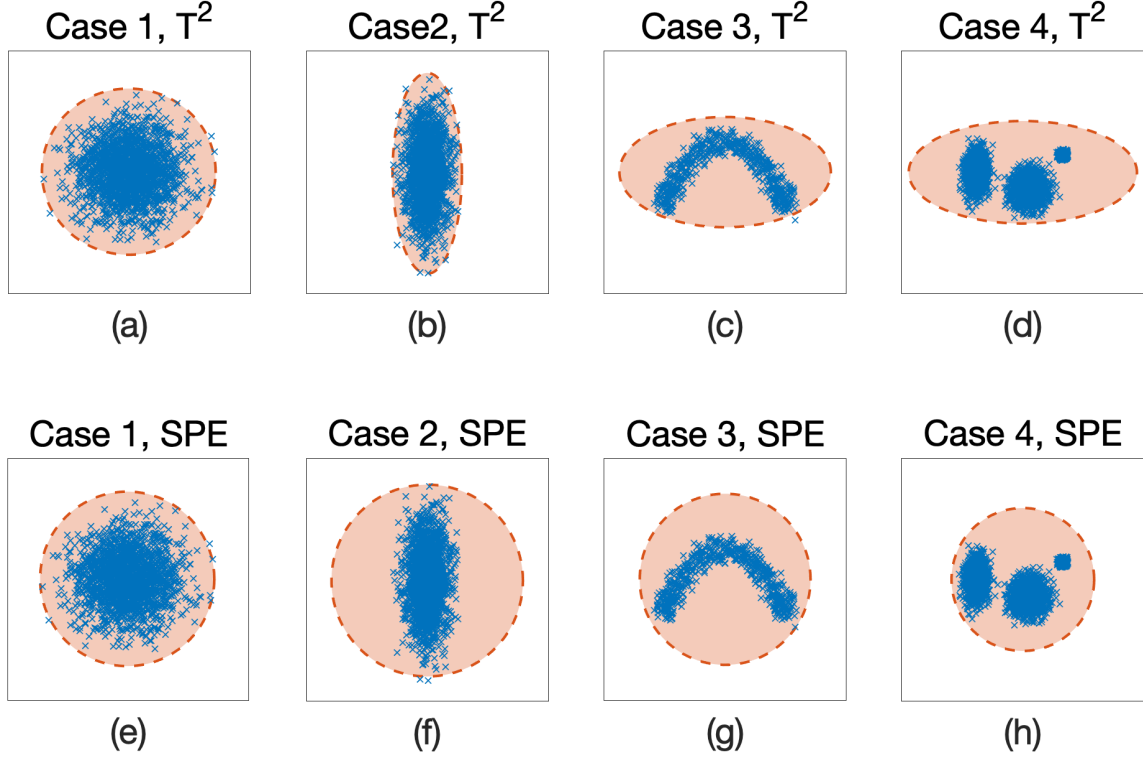 Case 1, T²
Case2, T²
Case 3, T²
Case 4, T²
(a)
(b)
(c)
(d)
Case 1, SPE
Case 2, SPE
Case 3, SPE
Case 4, SPE
(e)
(f)
(g)
(h)